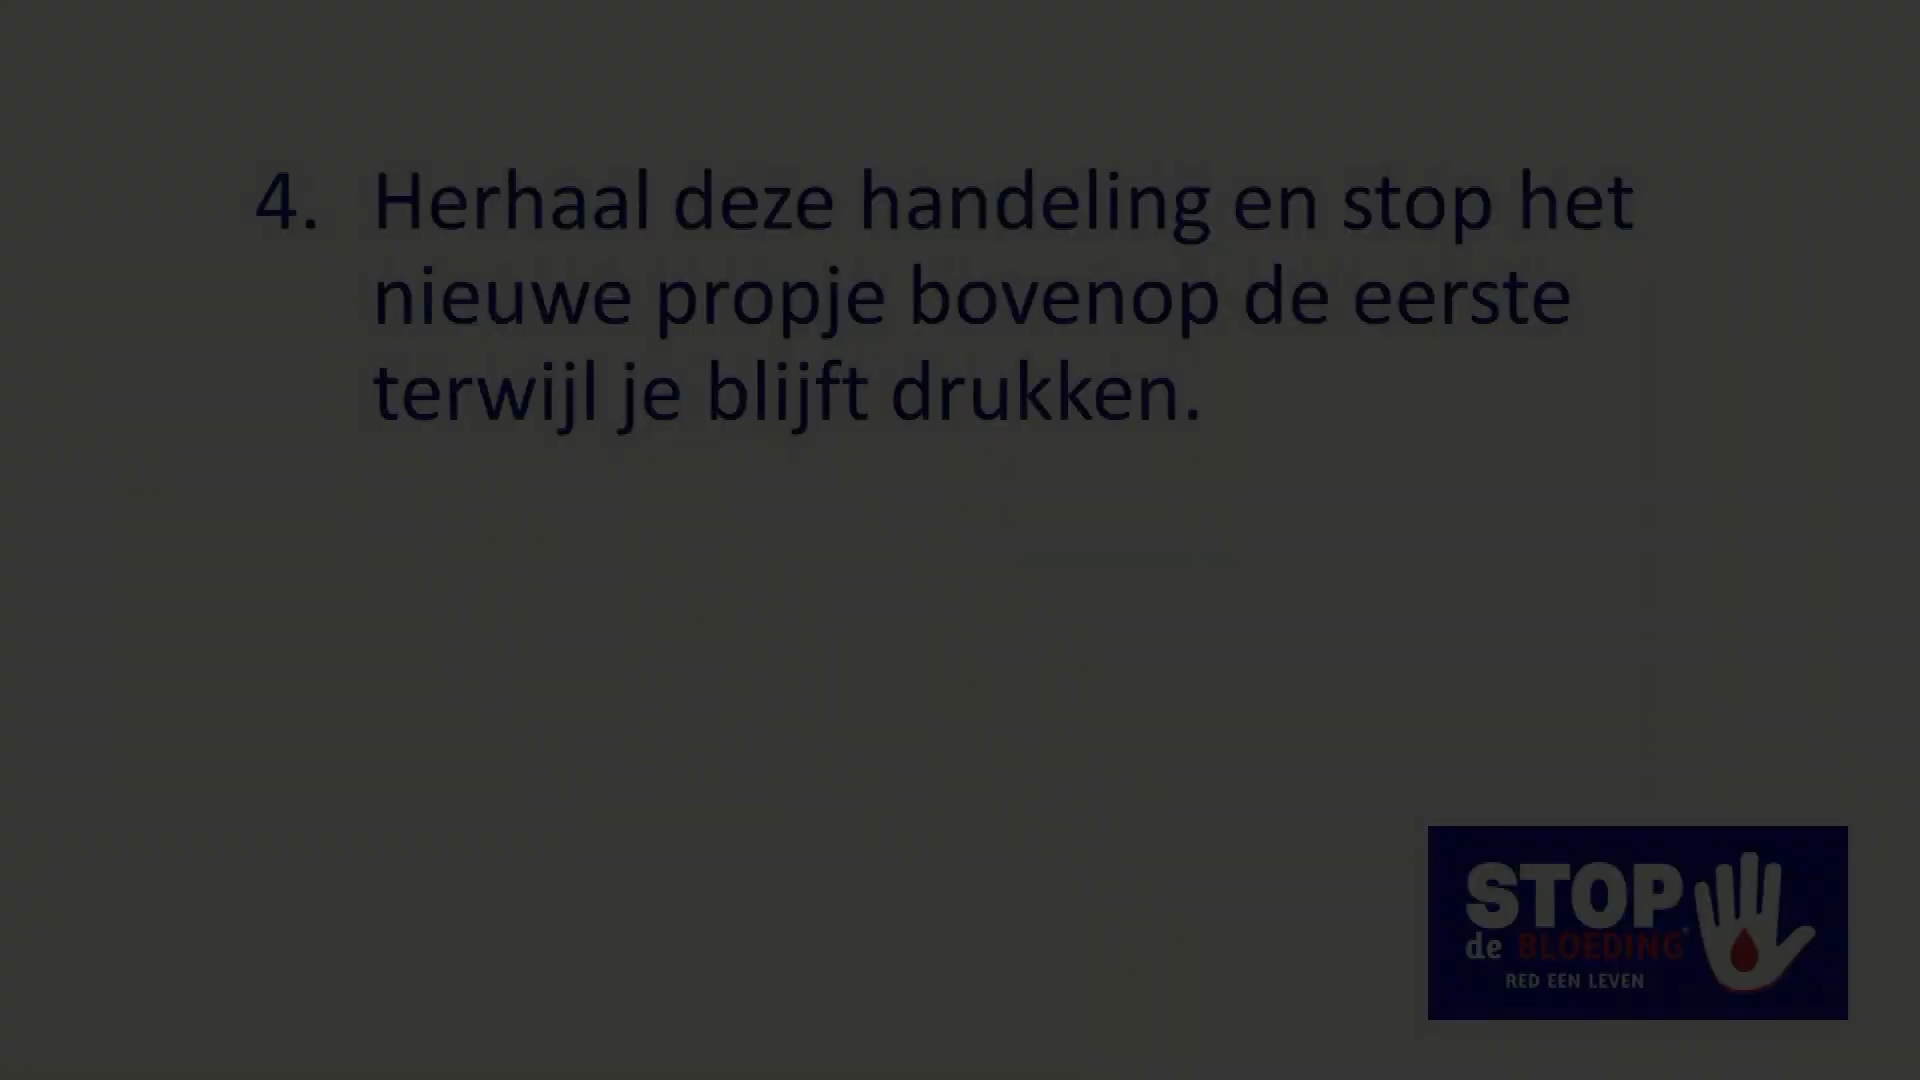 4. Herhaal deze handeling en stop het
nieuwe propje bovenop de eerste
terwijl je blijft drukken.
STOP
de BLOEDING
RED EEN LEVEN